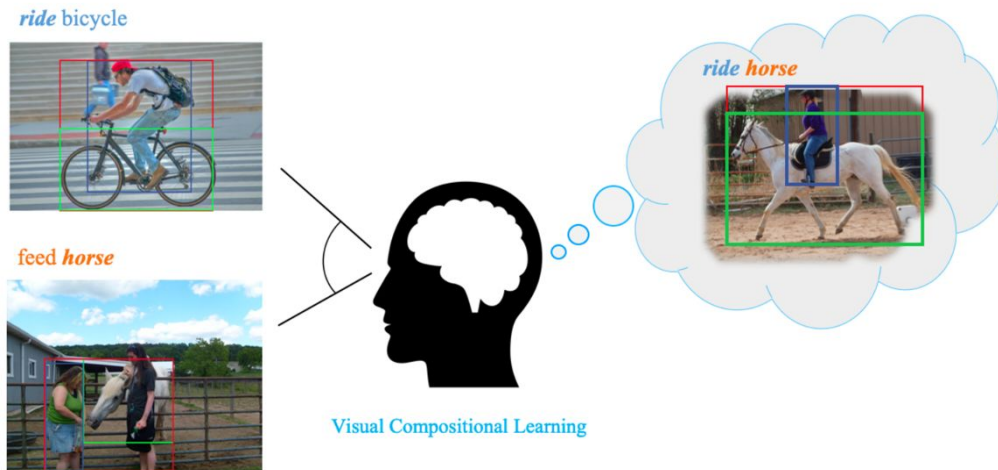 ride bicycle
ride horse
feed horse
Visual Compositional Learning